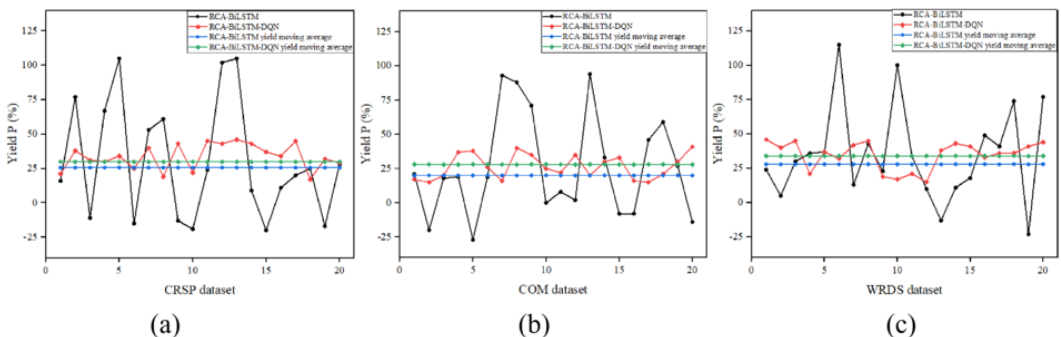 RCA-BiLSTM
RCA-BiLSTM-DQN
RCA-BiLSTM yield moving average
RCA-BiLSTM-DQN yield moving average
125
100
75
50
25
0
-25
Yield P (%)
0 5 10 15 20
CRSP dataset
(a)
RCA-BiLSTM
RCA-BiLSTM-DQN
RCA-BiLSTM yield moving average
RCA-BiLSTM-DQN yield moving average
125
100
75
50
25
0
-25
Yield P (%)
0 5 10 15 20
COM dataset
(b)
RCA-BiLSTM
RCA-BiLSTM-DQN
RCA-BiLSTM yield moving average
RCA-BiLSTM-DQN yield moving average
125
100
75
50
25
0
-25
Yield P (%)
0 5 10 15 20
WRDS dataset
(c)